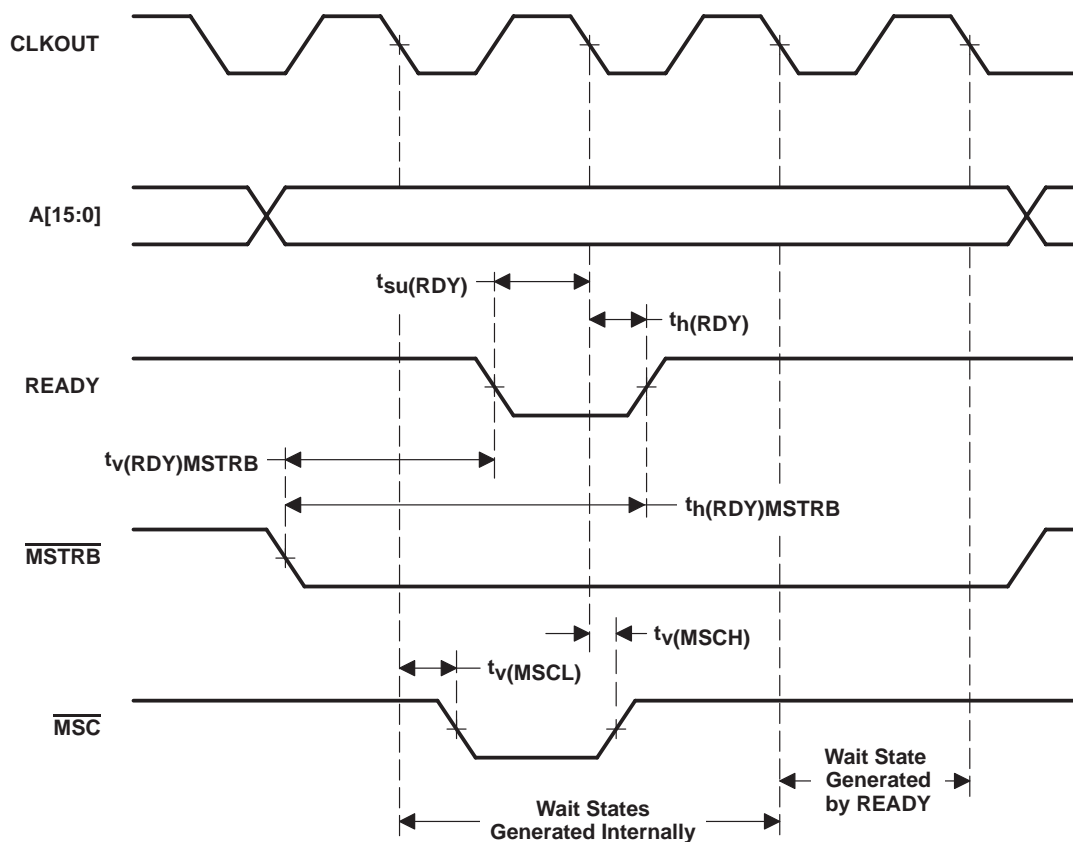 CLKOUT
A[15:0]
tsu(RDY)
th(RDY)
READY
tv(RDY)MSTRB
th(RDY)MSTRB
MSTRB
tv(MSCH)
tv(MSCL)
MSC
Wait State
Generated
by READY
Wait States
Generated Internally